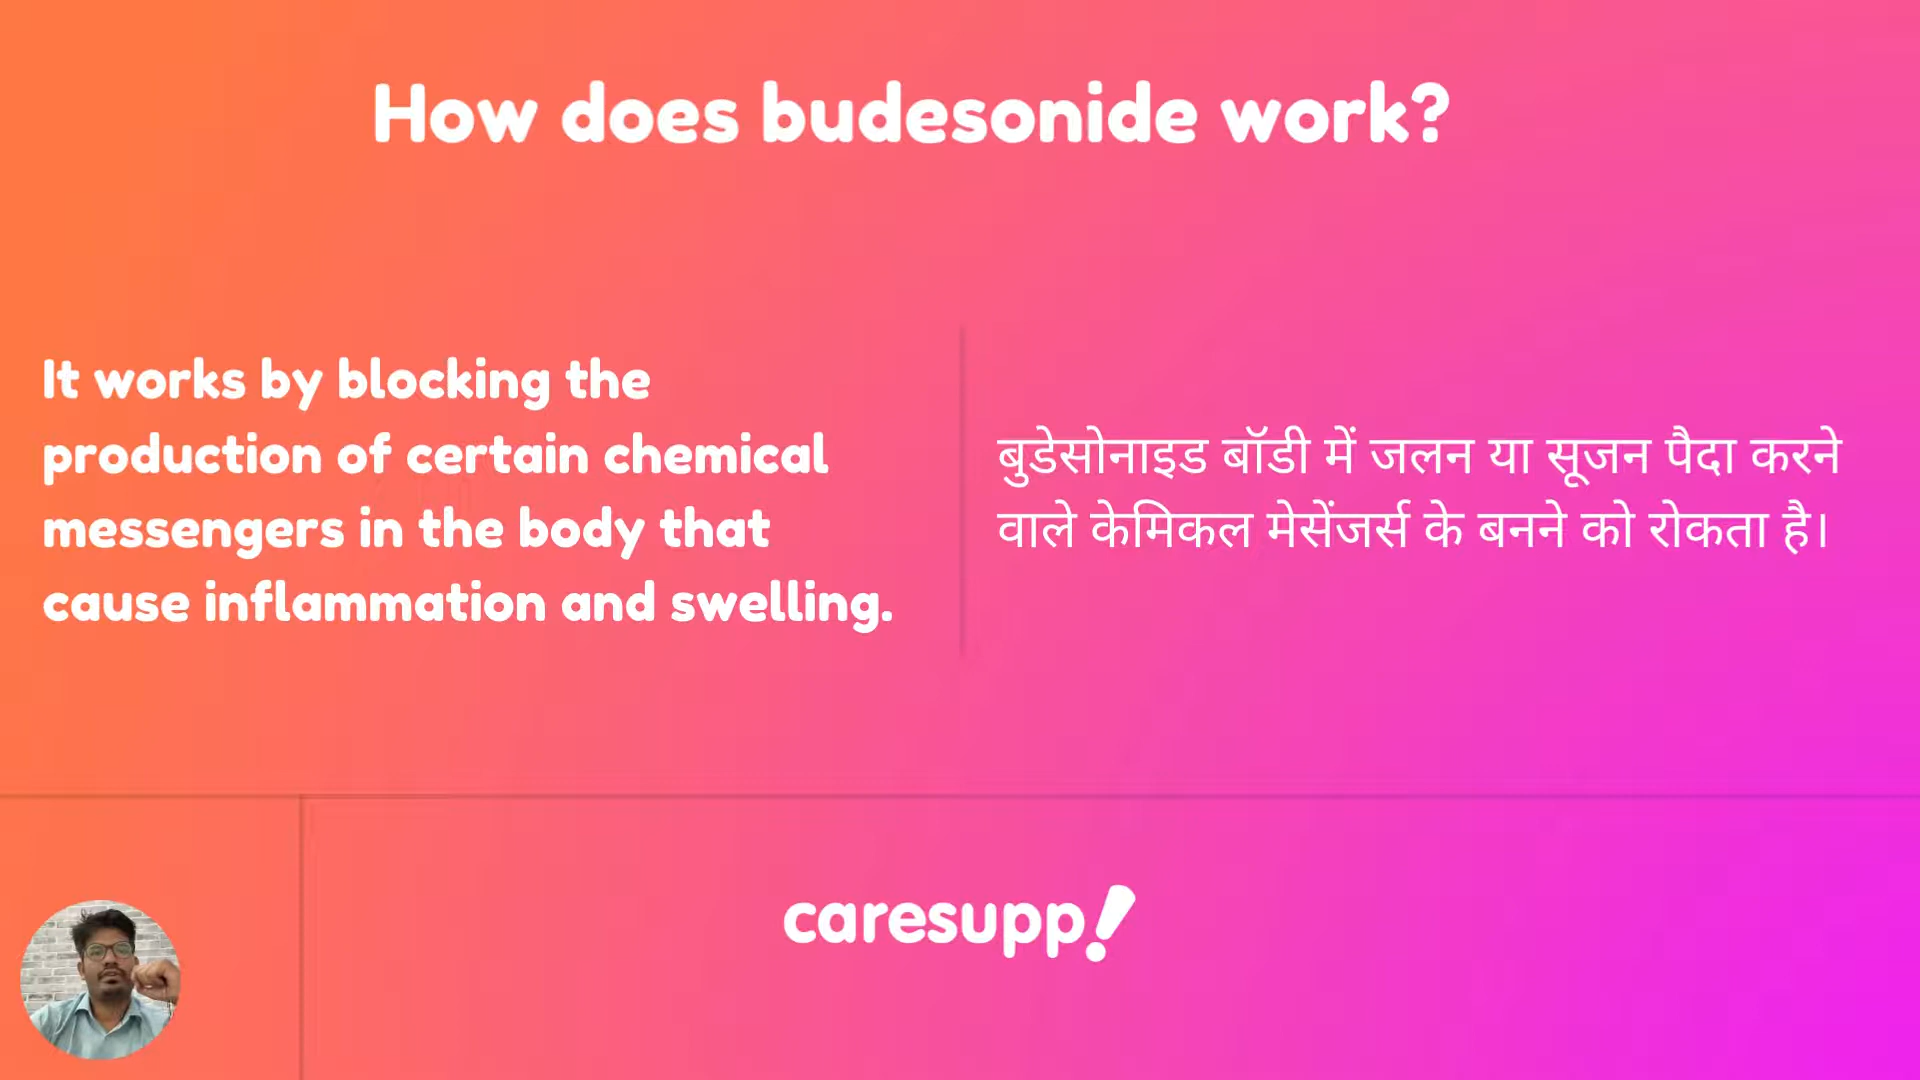 How does budesonide work?
It works by blocking the
production of certain chemical
messengers in the body that
cause inflammation and swelling.
बुडेसोनाइड बॉडी में जलन या सूजन पैदा करने
वाले केमिकल मेसेंजर्स के बनने को रोकता है।
caresupp!